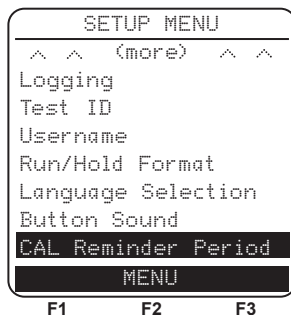 SETUP MENU
^ ^ (more) ^ ^
Logging
Test ID
Username
Run/Hold Format
Language Selection
Button Sound
CAL Reminder Period
MENU
F1 F2 F3